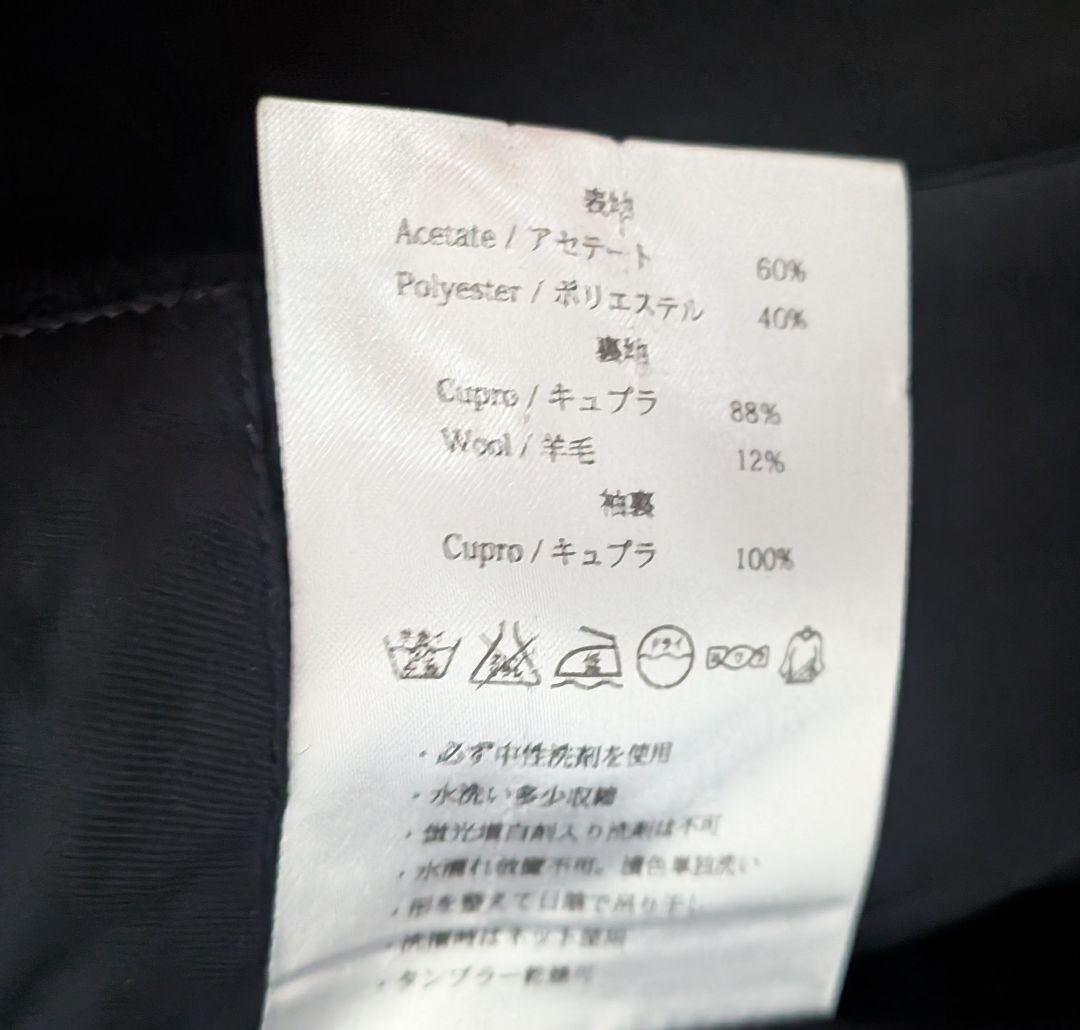 表地
Acetate / アセテート 60%
Polyester / ポリエステル 40%
裏地
Cupro / キュプラ 88%
Wool / 羊毛 12%
袖裏
Cupro / キュプラ 100%
ドライ
・必ず中性洗剤を使用
・水洗い多少収縮
・蛍光増白剤入り洗剤は不可
・水濡れ放置不可。濃色単独洗い
・形を整えて日陰で吊り干し
・洗濯時はネット使用
・タンブラー乾燥